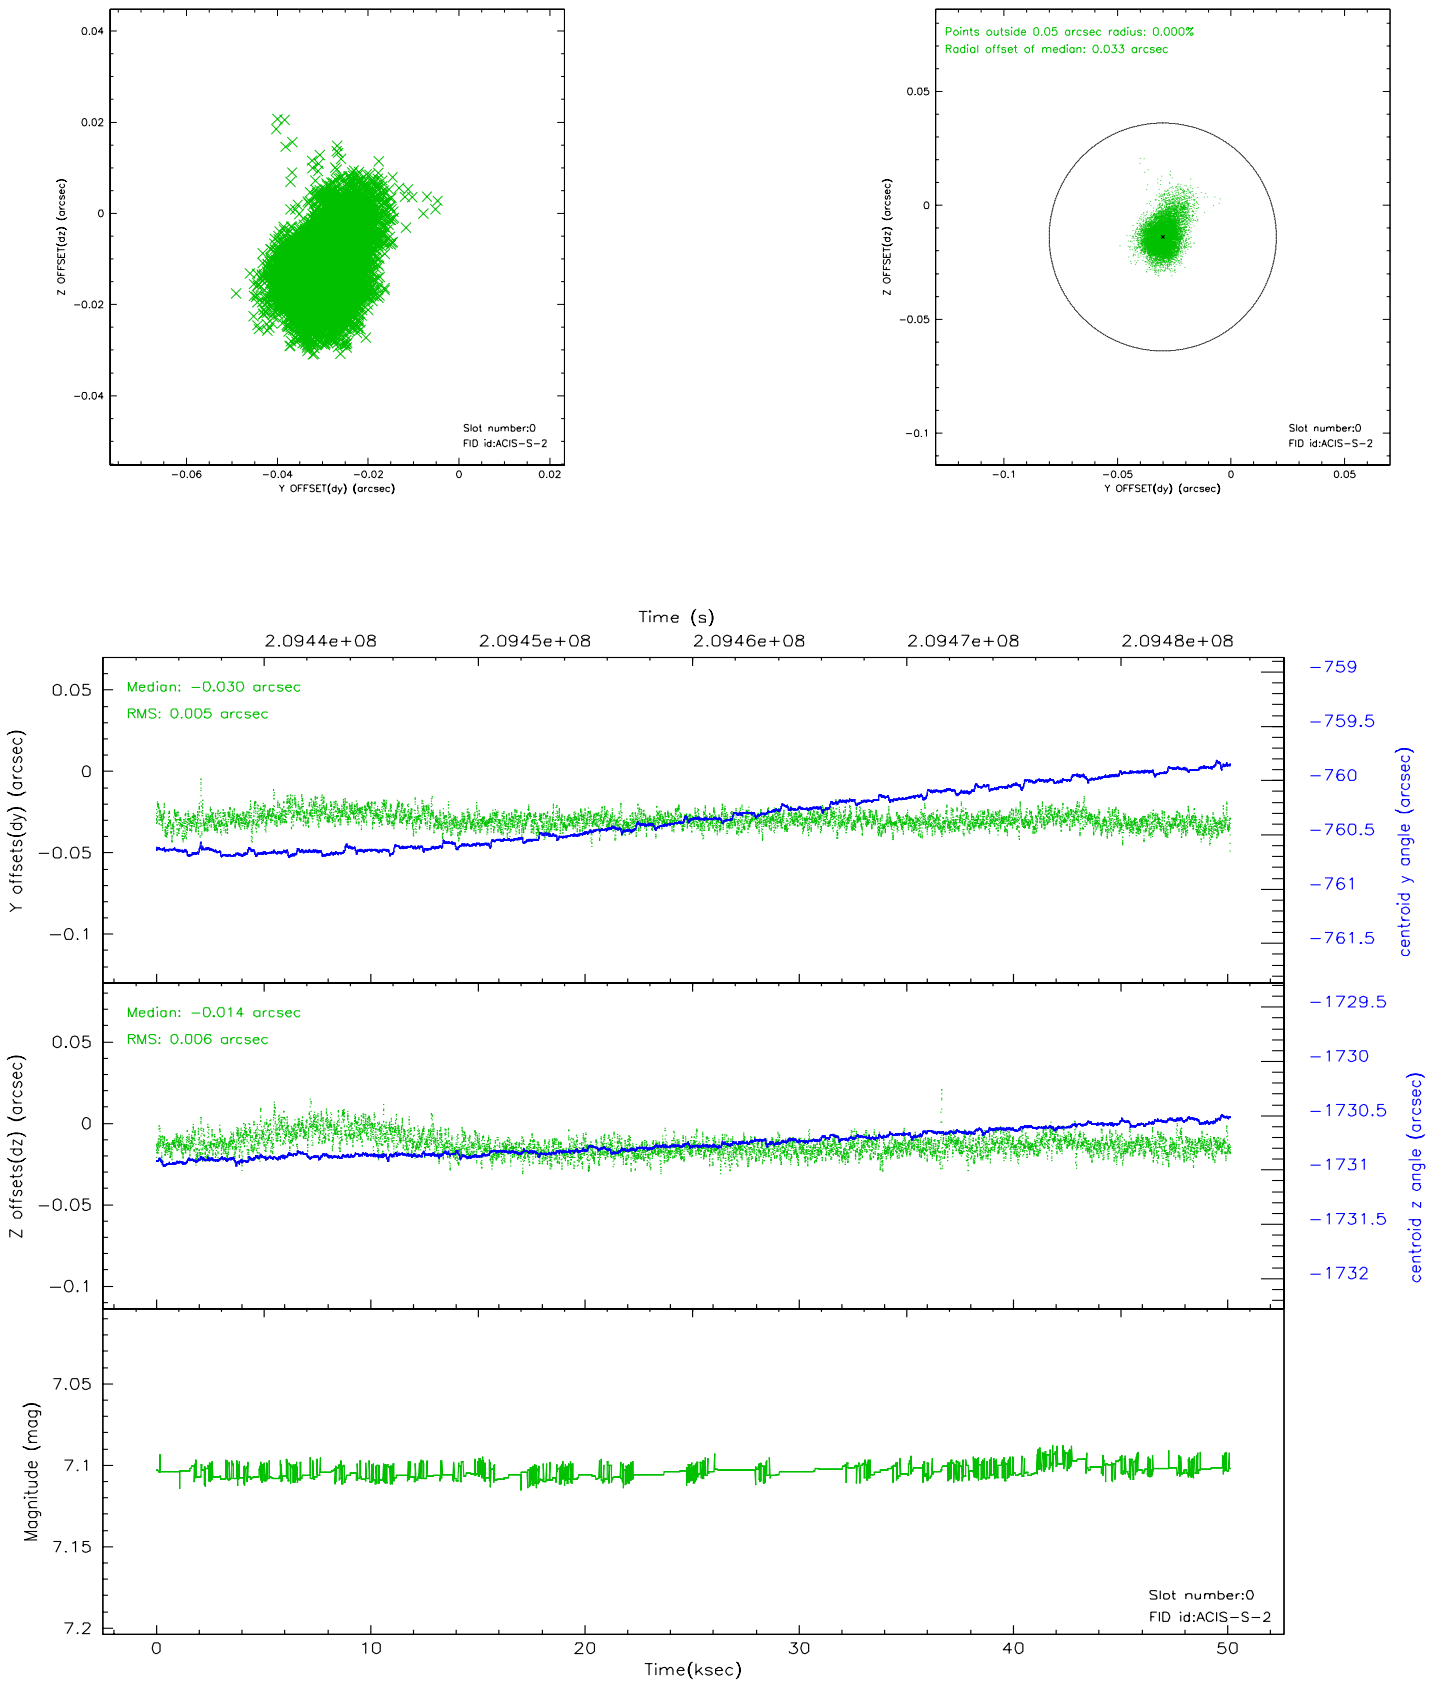 0.04
0.02
0
−0.02
−0.04
Z OFFSET(dz) (arcsec)
Slot number:0
FID id:ACIS−S−2
−0.06 −0.04 −0.02 0 0.02
Y OFFSET(dy) (arcsec)
Points outside 0.05 arcsec radius: 0.000%
Radial offset of median: 0.033 arcsec
0.05
0
−0.05
−0.1
Z OFFSET(dz) (arcsec)
Slot number:0
FID id:ACIS−S−2
−0.1 −0.05 0 0.05
Y OFFSET(dy) (arcsec)
Time (s)
2.0944e+08 2.0945e+08 2.0946e+08 2.0947e+08 2.0948e+08
Median: −0.030 arcsec
RMS: 0.005 arcsec
0.05
0
−0.05
−0.1
Y offsets(dy) (arcsec)
−759
−759.5
−760
−760.5
−761
−761.5
centroid y angle (arcsec)
Median: −0.014 arcsec
RMS: 0.006 arcsec
0.05
0
−0.05
−0.1
Z offsets(dz) (arcsec)
−1729.5
−1730
−1730.5
−1731
−1731.5
−1732
centroid z angle (arcsec)
7.05
7.1
7.15
7.2
Magnitude (mag)
Slot number:0
FID id:ACIS−S−2
0 10 20 30 40 50
Time(ksec)